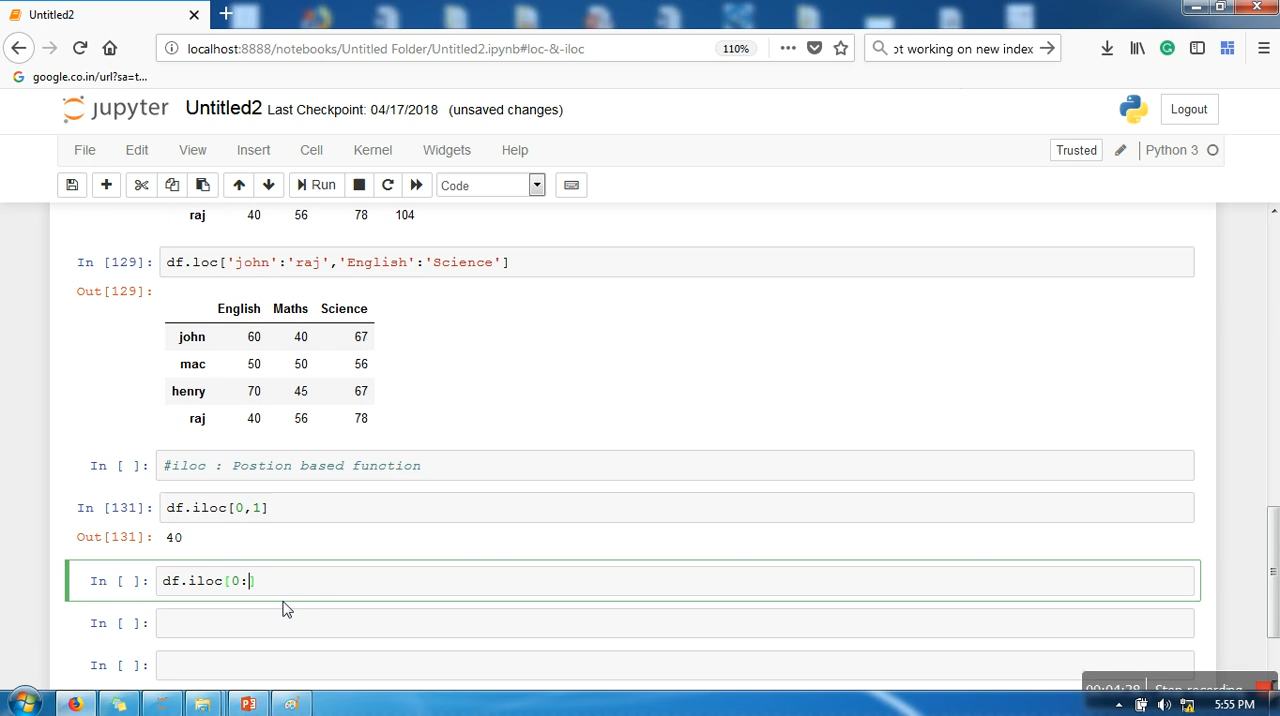 Untitled2
localhost:8888/notebooks/Untitled Folder/Untitled2.ipynb#loc-&-iloc
110%
ot working on new index
google.co.in/url?sa=t...
jupyter Untitled2 Last Checkpoint: 04/17/2018 (unsaved changes)
Logout
File Edit View Insert Cell Kernel Widgets Help
Trusted Python 3
Run Code
raj 40 56 78 104
In [129]: df.loc['john':'raj','English':'Science']
Out[129]:
English Maths Science
john 60 40 67
mac 50 50 56
henry 70 45 67
raj 40 56 78
In [ ]: #iloc : Postion based function
In [131]: df.iloc[0,1]
Out[131]: 40
In [ ]: df.iloc[0:]
In [ ]:
In [ ]:
00:04:28 Stop recording
5:55 PM